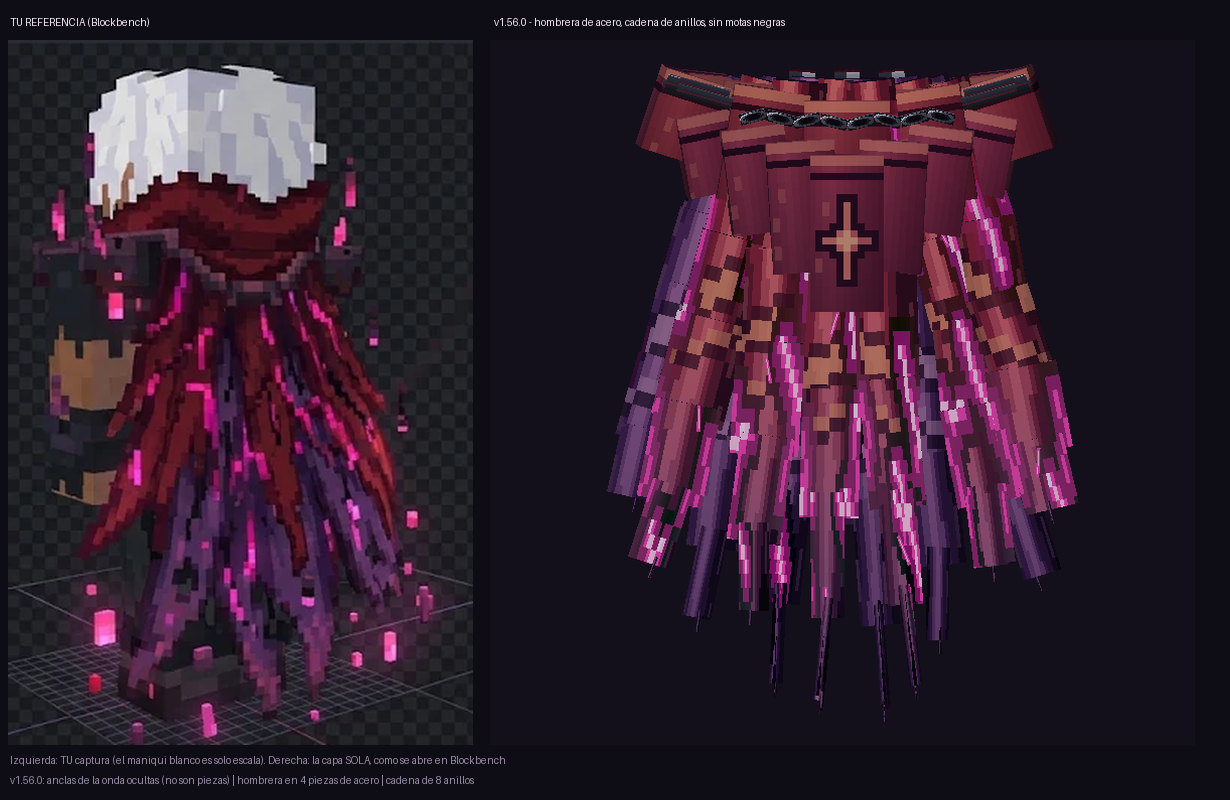 TU REFERENCIA (Blockbench)
v1.56.0 - hombrera de acero, cadena de anillos, sin motas negras
Izquierda: TU captura (el maniqui blanco es solo escala). Derecha: la capa SOLA, como se abre en Blockbench
v1.56.0: anclas de la onda ocultas (no son piezas) | hombrera en 4 piezas de acero | cadena de 8 anillos